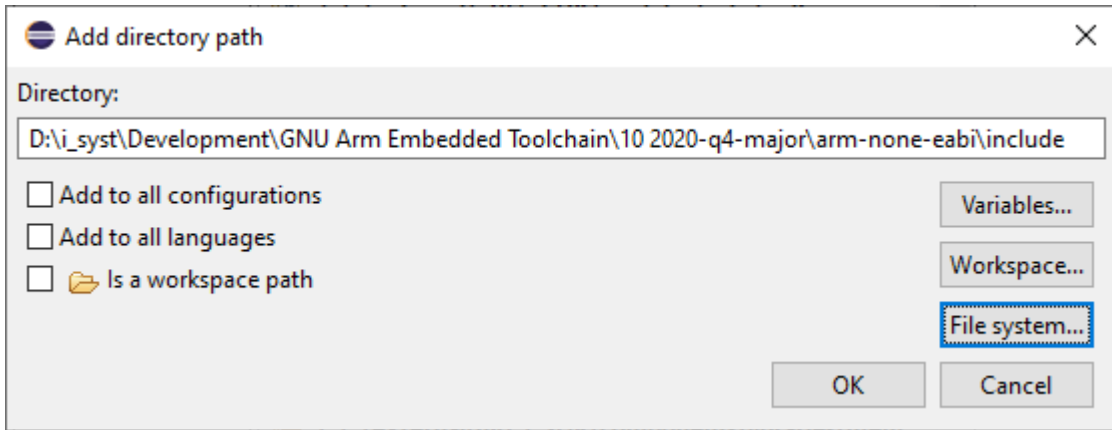 Add directory path
Directory:
D:\i_syst\Development\GNU Arm Embedded Toolchain\10 2020-q4-major\arm-none-eabi\include
Add to all configurations
Variables...
Add to all languages
Workspace...
Is a workspace path
File system...
OK
Cancel